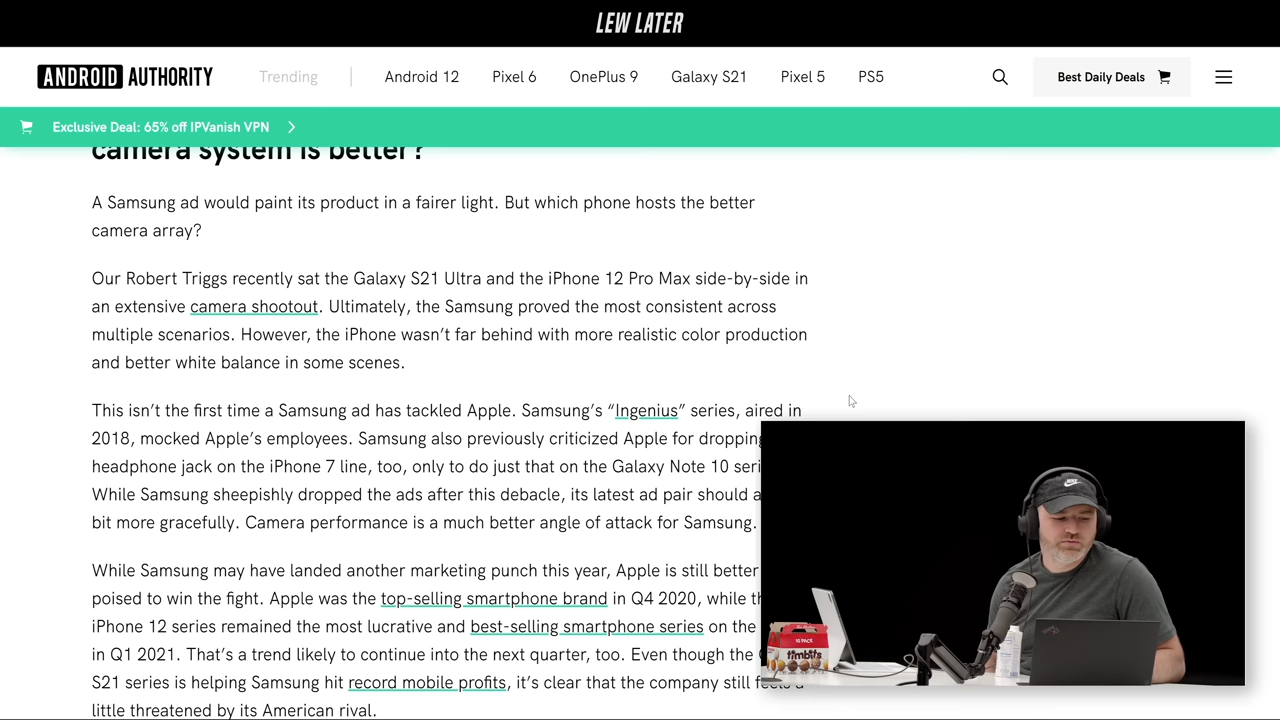 LEW LATER
ANDROID AUTHORITY Trending Android 12 Pixel 6 OnePlus 9 Galaxy S21 Pixel 5 PS5 Best Daily Deals
Exclusive Deal: 65% off IPVanish VPN
camera system is better?
A Samsung ad would paint its product in a fairer light. But which phone hosts the better
camera array?
Our Robert Triggs recently sat the Galaxy S21 Ultra and the iPhone 12 Pro Max side-by-side in
an extensive camera shootout. Ultimately, the Samsung proved the most consistent across
multiple scenarios. However, the iPhone wasn't far behind with more realistic color production
and better white balance in some scenes.
This isn't the first time a Samsung ad has tackled Apple. Samsung's “Ingenius” series, aired in
2018, mocked Apple's employees. Samsung also previously criticized Apple for dropping
headphone jack on the iPhone 7 line, too, only to do just that on the Galaxy Note 10 seri
While Samsung sheepishly dropped the ads after this debacle, its latest ad pair should a
bit more gracefully. Camera performance is a much better angle of attack for Samsung.
While Samsung may have landed another marketing punch this year, Apple is still better
poised to win the fight. Apple was the top-selling smartphone brand in Q4 2020, while th
iPhone 12 series remained the most lucrative and best-selling smartphone series on the
in Q1 2021. That's a trend likely to continue into the next quarter, too. Even though the
S21 series is helping Samsung hit record mobile profits, it's clear that the company still feels a
little threatened by its American rival.
10 PACK
timbits